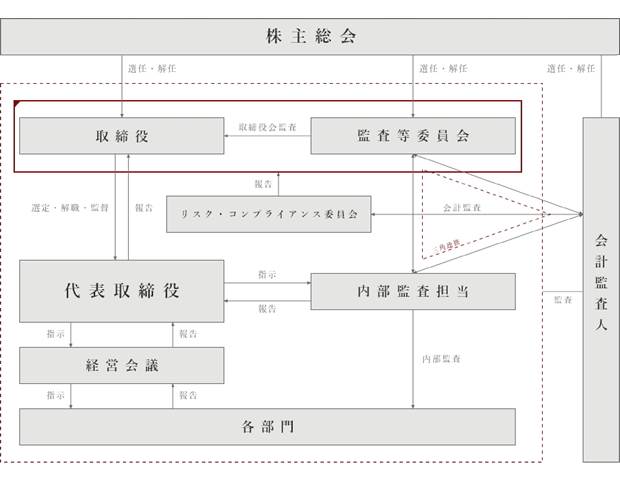 株主総会
選任・解任
選任・解任
選任・解任
取締役
取締役会監査
監査等委員会
報告
選定・解職・監督
報告
リスク・コンプライアンス委員会
会計監査
三角連携
会計監査人
代表取締役
指示
報告
内部監査担当
監査
指示
報告
経営会議
内部監査
指示
報告
各部門